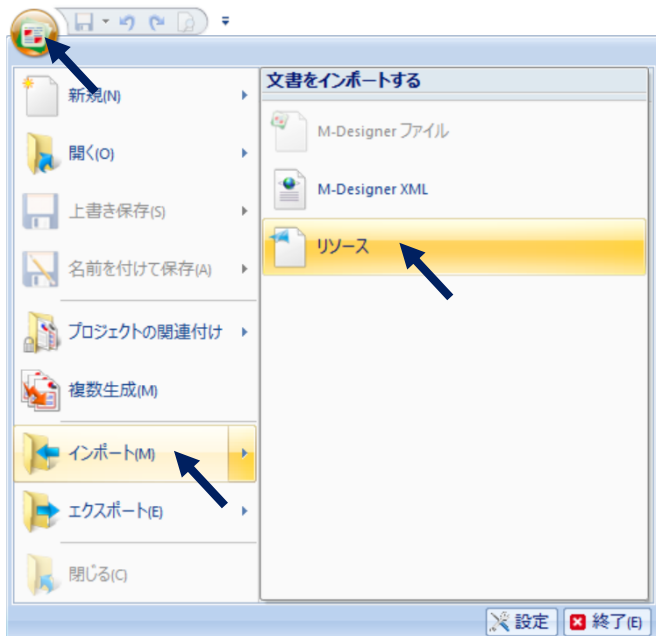 新規(N)
開く(O)
上書き保存(S)
名前を付けて保存(A)
プロジェクトの関連付け
複数生成(M)
インポート(M)
エクスポート(E)
閉じる(C)
文書をインポートする
M-Designer ファイル
M-Designer XML
リソース
設定
終了(E)